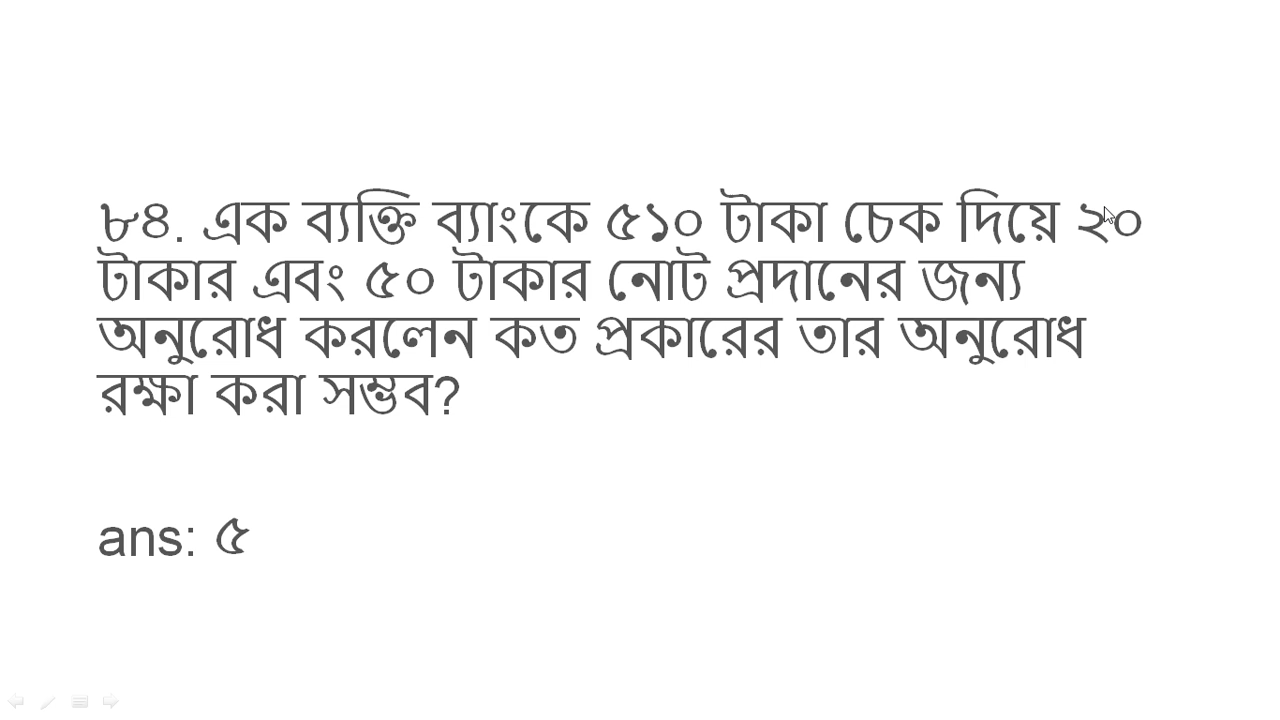 ৮৪. এক ব্যক্তি ব্যাংকে ৫১০ টাকা চেক দিয়ে ২০
টাকার এবং ৫০ টাকার নোট প্রদানের জন্য
অনুরোধ করলেন কত প্রকারের তার অনুরোধ
রক্ষা করা সম্ভব?
ans: ৫